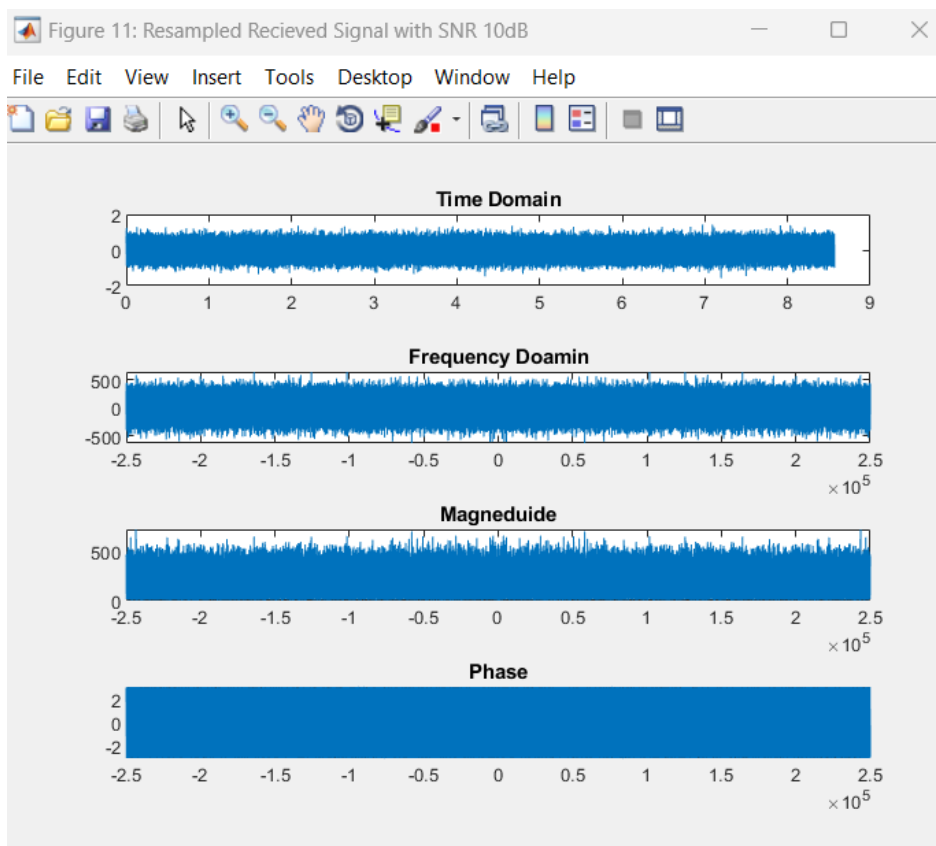 Figure 11: Resampled Recieved Signal with SNR 10dB
File Edit View Insert Tools Desktop Window Help
Time Domain
2
0
-2
0 1 2 3 4 5 6 7 8 9
Frequency Doamin
500
0
-500
-2.5 -2 -1.5 -1 -0.5 0 0.5 1 1.5 2 2.5
×10^5
Magneduide
500
0
-2.5 -2 -1.5 -1 -0.5 0 0.5 1 1.5 2 2.5
×10^5
Phase
2
0
-2
-2.5 -2 -1.5 -1 -0.5 0 0.5 1 1.5 2 2.5
×10^5